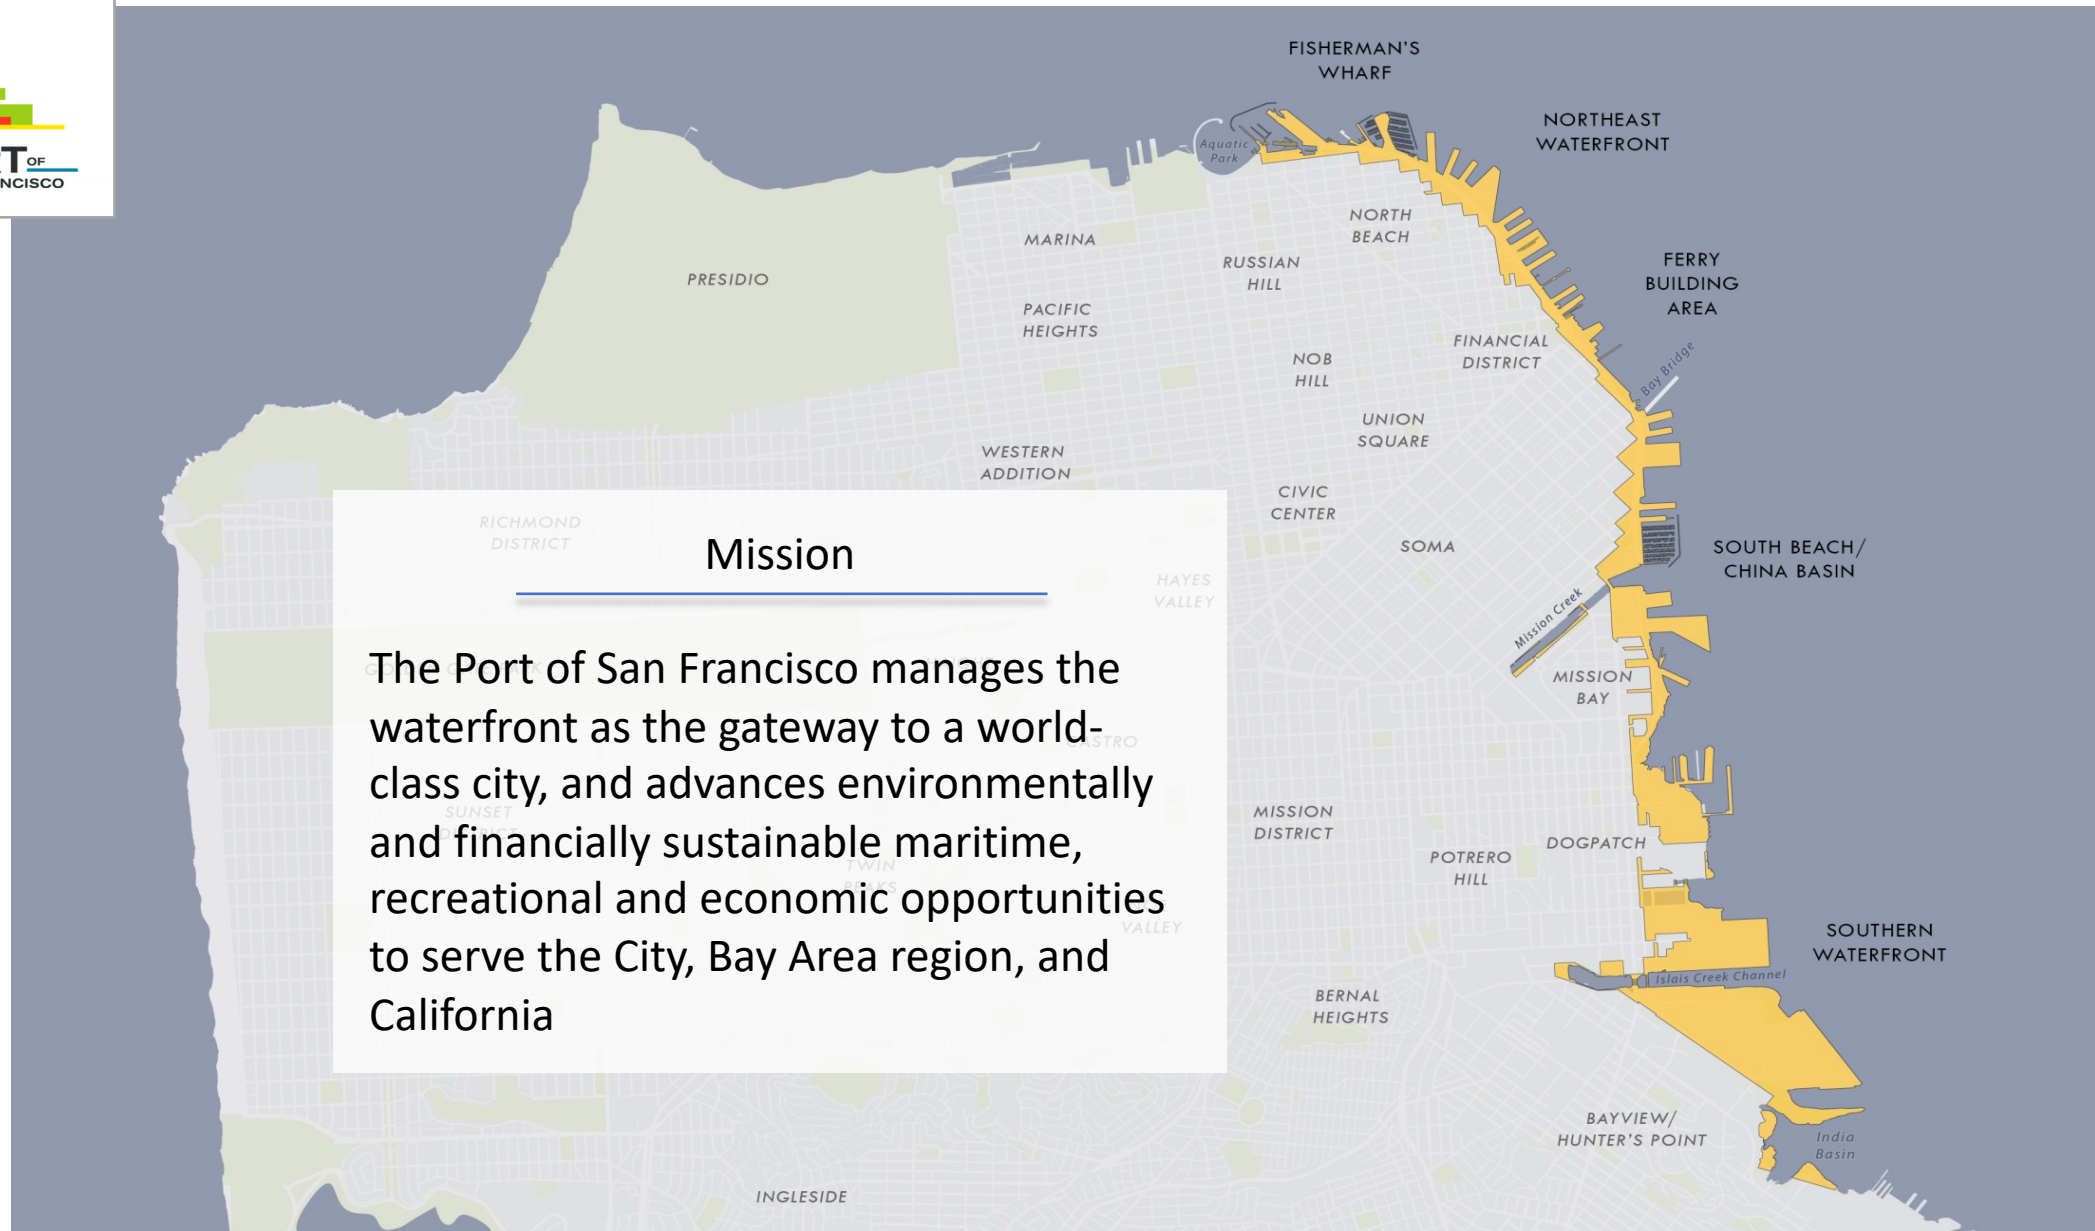 OF
NCISCO
FISHERMAN'S
WHARF
NORTHEAST
WATERFRONT
Aquatic
Park
NORTH
BEACH
MARINA
RUSSIAN
HILL
PRESIDIO
FERRY
BUILDING
AREA
PACIFIC
HEIGHTS
FINANCIAL
DISTRICT
NOB
HILL
Bay Bridge
UNION
SQUARE
WESTERN
ADDITION
CIVIC
CENTER
RICHMOND
DISTRICT
SOMA
SOUTH BEACH/
CHINA BASIN
HAYES
VALLEY
Mission Creek
MISSION
BAY
Mission
The Port of San Francisco manages the
waterfront as the gateway to a world-
class city, and advances environmentally
and financially sustainable maritime,
recreational and economic opportunities
to serve the City, Bay Area region, and
California
SUNSET
TWIN
PEAKS
VALLEY
MISSION
DISTRICT
DOGPATCH
POTRERO
HILL
SOUTHERN
WATERFRONT
Islais Creek Channel
BERNAL
HEIGHTS
BAYVIEW/
HUNTER'S POINT
India
Basin
INGLESIDE